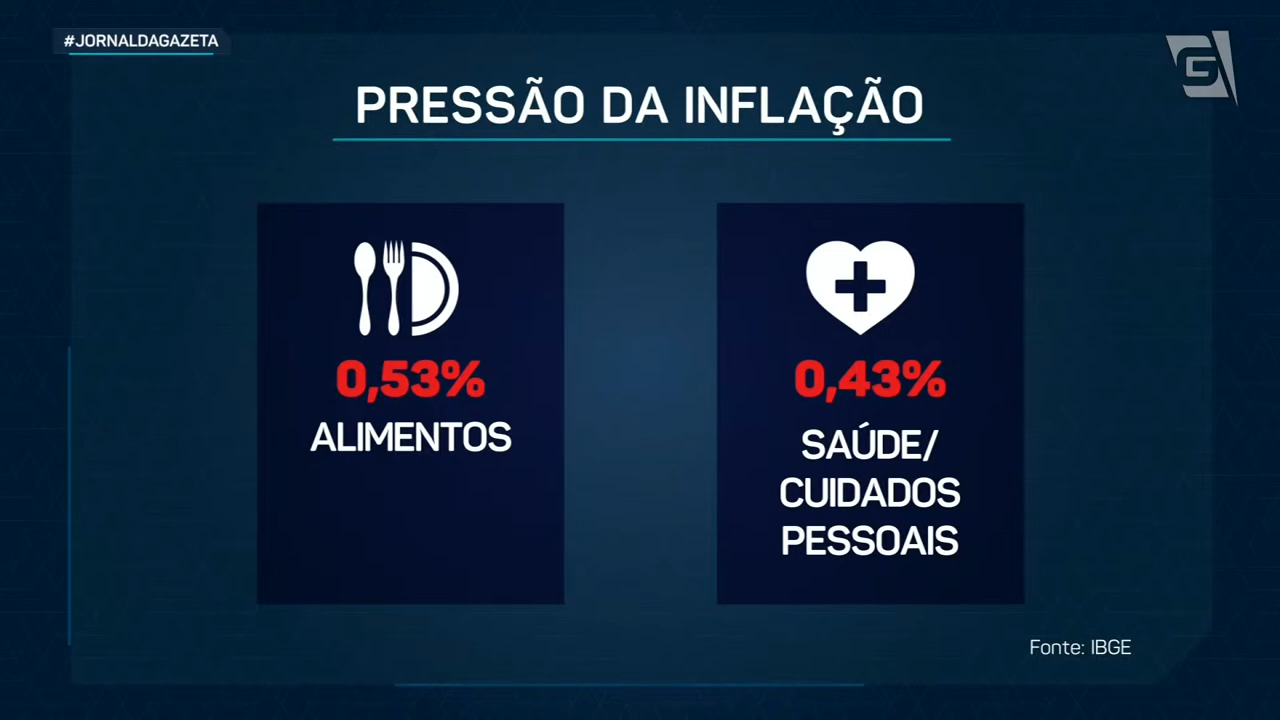 #JORNALDAGAZETA
PRESSÃO DA INFLAÇÃO
0,53%
ALIMENTOS
0,43%
SAÚDE/
CUIDADOS
PESSOAIS
Fonte: IBGE